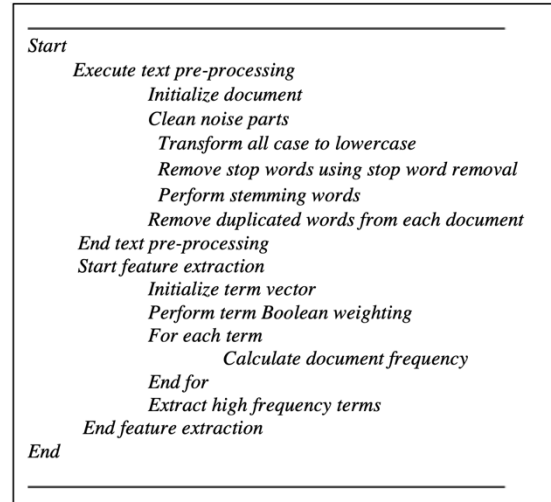 Start
Execute text pre-processing
Initialize document
Clean noise parts
Transform all case to lowercase
Remove stop words using stop word removal
Perform stemming words
Remove duplicated words from each document
End text pre-processing
Start feature extraction
Initialize term vector
Perform term Boolean weighting
For each term
Calculate document frequency
End for
Extract high frequency terms
End feature extraction
End